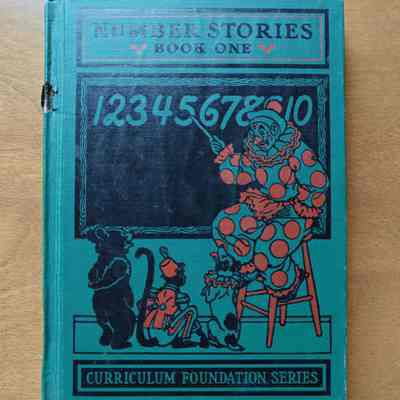 NUMBER STORIES
BOOK ONE
12345678910
CURRICULUM FOUNDATION SERIES